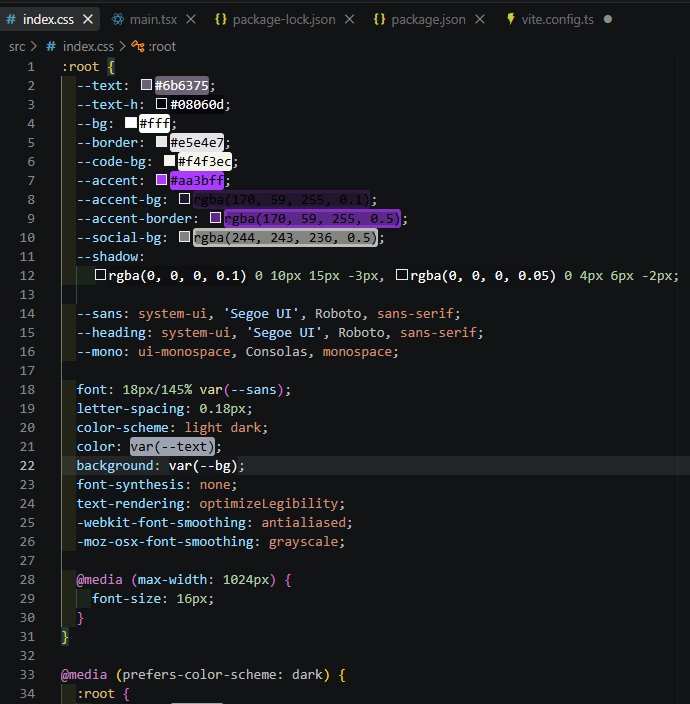 index.css main.tsx package-lock.json package.json vite.config.ts
src > index.css > :root
1 :root {
2 --text: #6b6375;
3 --text-h: #08060d;
4 --bg: #fff;
5 --border: #e5e4e7;
6 --code-bg: #f4f3ec;
7 --accent: #aa3bff;
8 --accent-bg: rgba(170, 59, 255, 0.1);
9 --accent-border: rgba(170, 59, 255, 0.5);
10 --social-bg: rgba(244, 243, 236, 0.5);
11 --shadow:
12 rgba(0, 0, 0, 0.1) 0 10px 15px -3px, rgba(0, 0, 0, 0.05) 0 4px 6px -2px;
13
14 --sans: system-ui, 'Segoe UI', Roboto, sans-serif;
15 --heading: system-ui, 'Segoe UI', Roboto, sans-serif;
16 --mono: ui-monospace, Consolas, monospace;
17
18 font: 18px/145% var(--sans);
19 letter-spacing: 0.18px;
20 color-scheme: light dark;
21 color: var(--text);
22 background: var(--bg);
23 font-synthesis: none;
24 text-rendering: optimizeLegibility;
25 -webkit-font-smoothing: antialiased;
26 -moz-osx-font-smoothing: grayscale;
27
28 @media (max-width: 1024px) {
29 font-size: 16px;
30 }
31 }
32
33 @media (prefers-color-scheme: dark) {
34 :root {